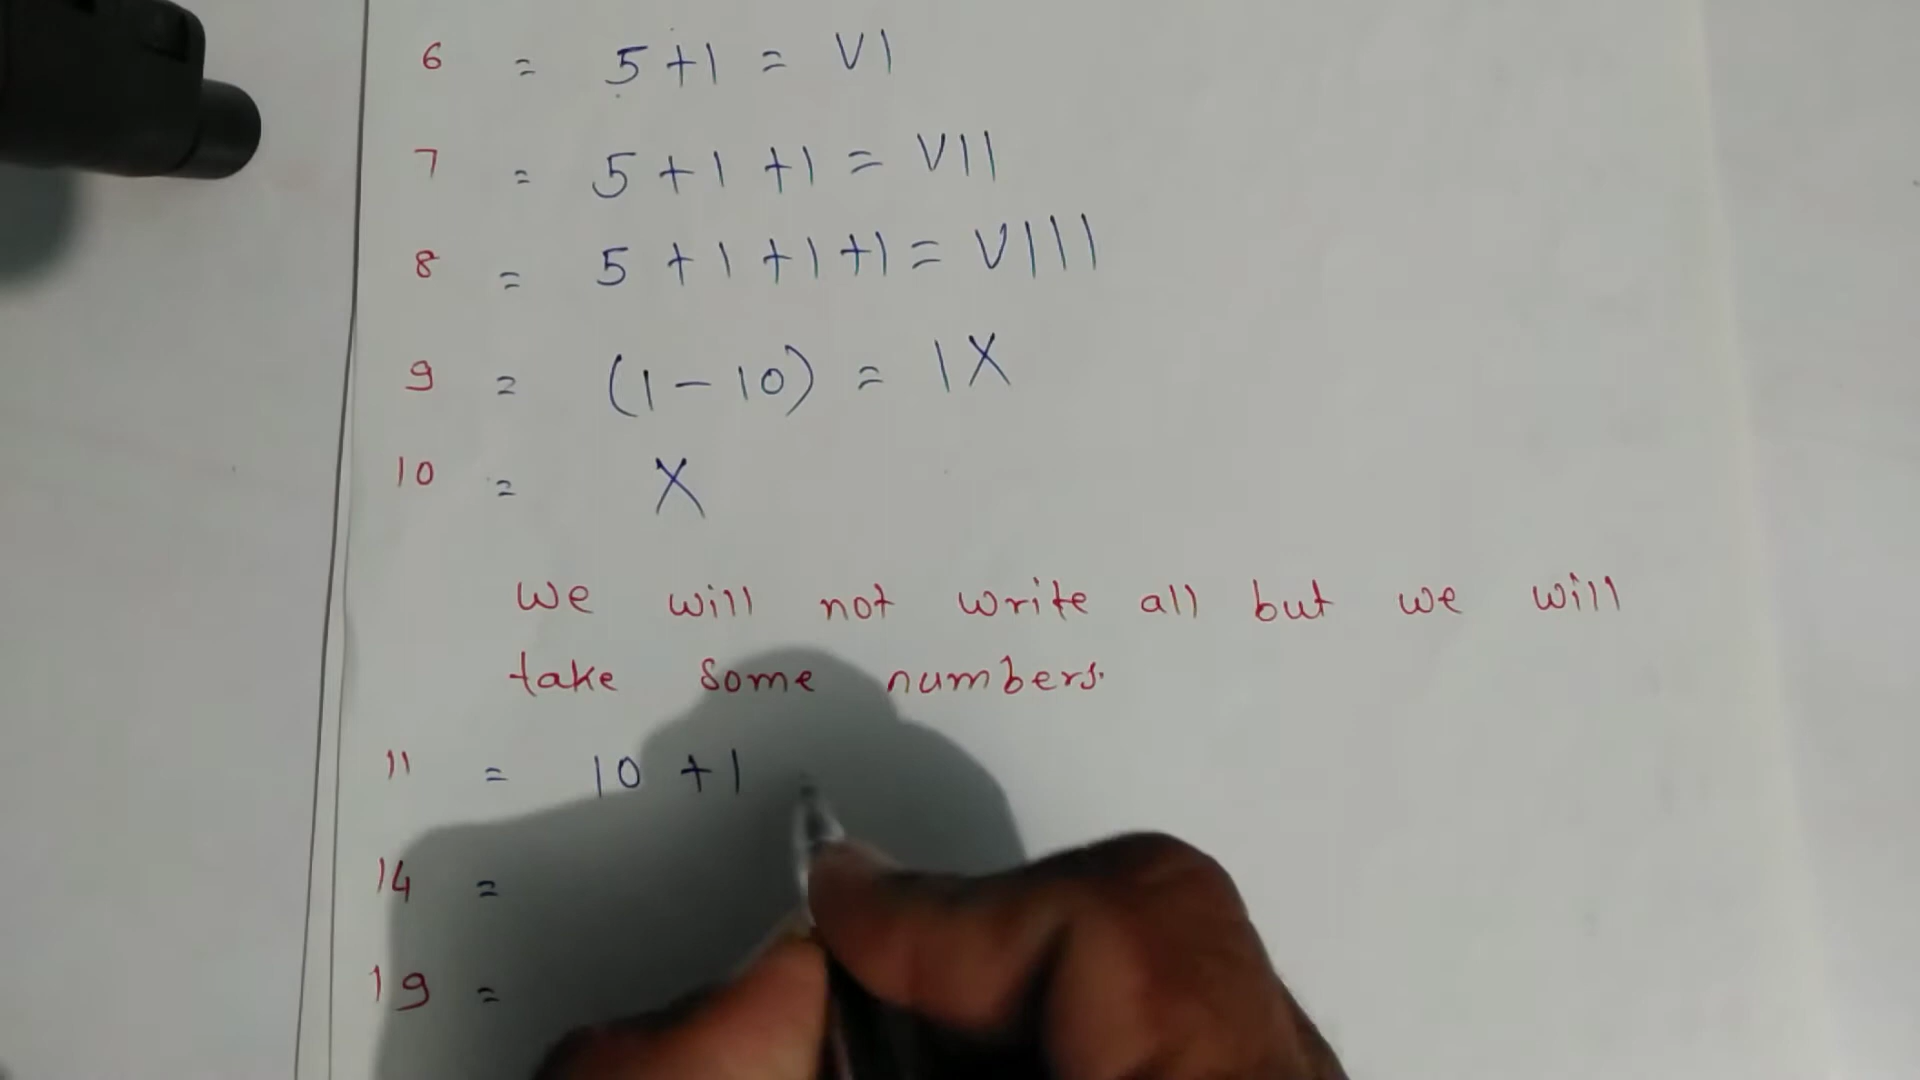 6 = 5+1 = VI
7 = 5+1+1 = VII
8 = 5+1+1+1 = VIII
9 = (1-10) = IX
10 = X
We will not write all but we will
take some numbers.
11 = 10+1
14 =
19 =